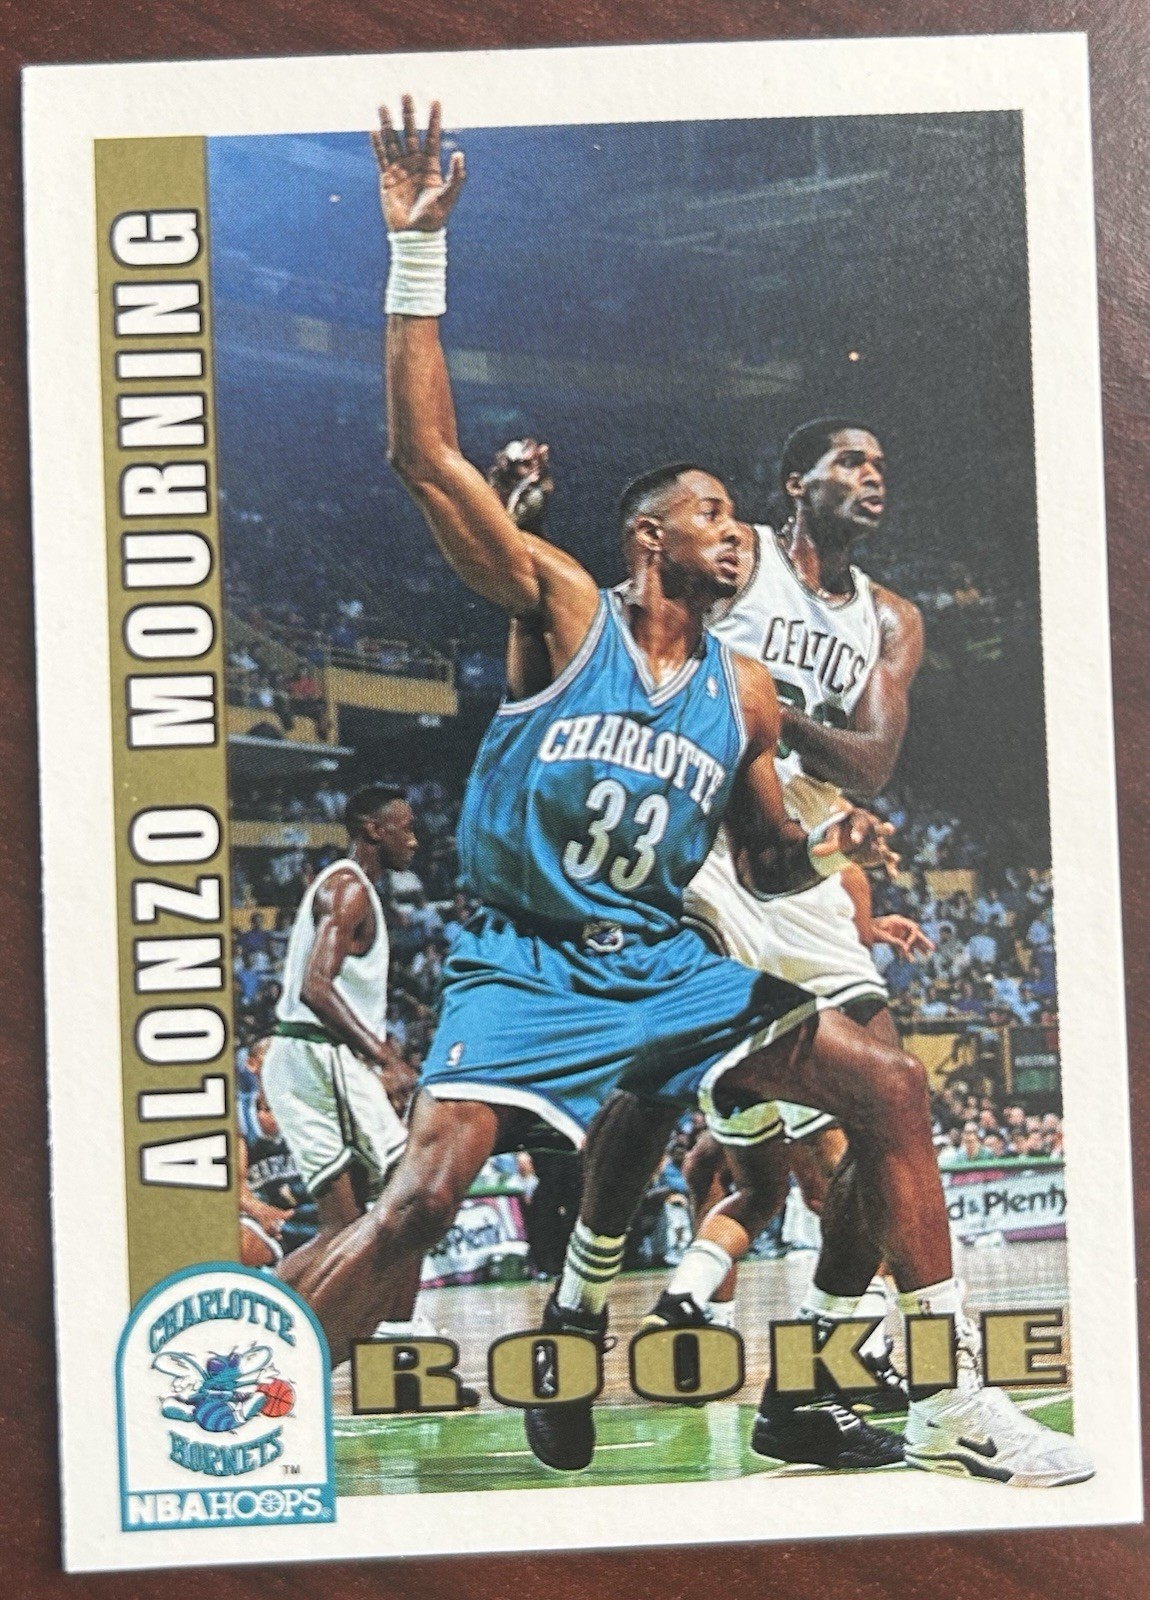 ALONZO MOURNING
CELTICS
CHARLOTTE
33
d&Plenty
ROOKIE
CHARLOTTE
HORNETS
TM
NBAHOOPS